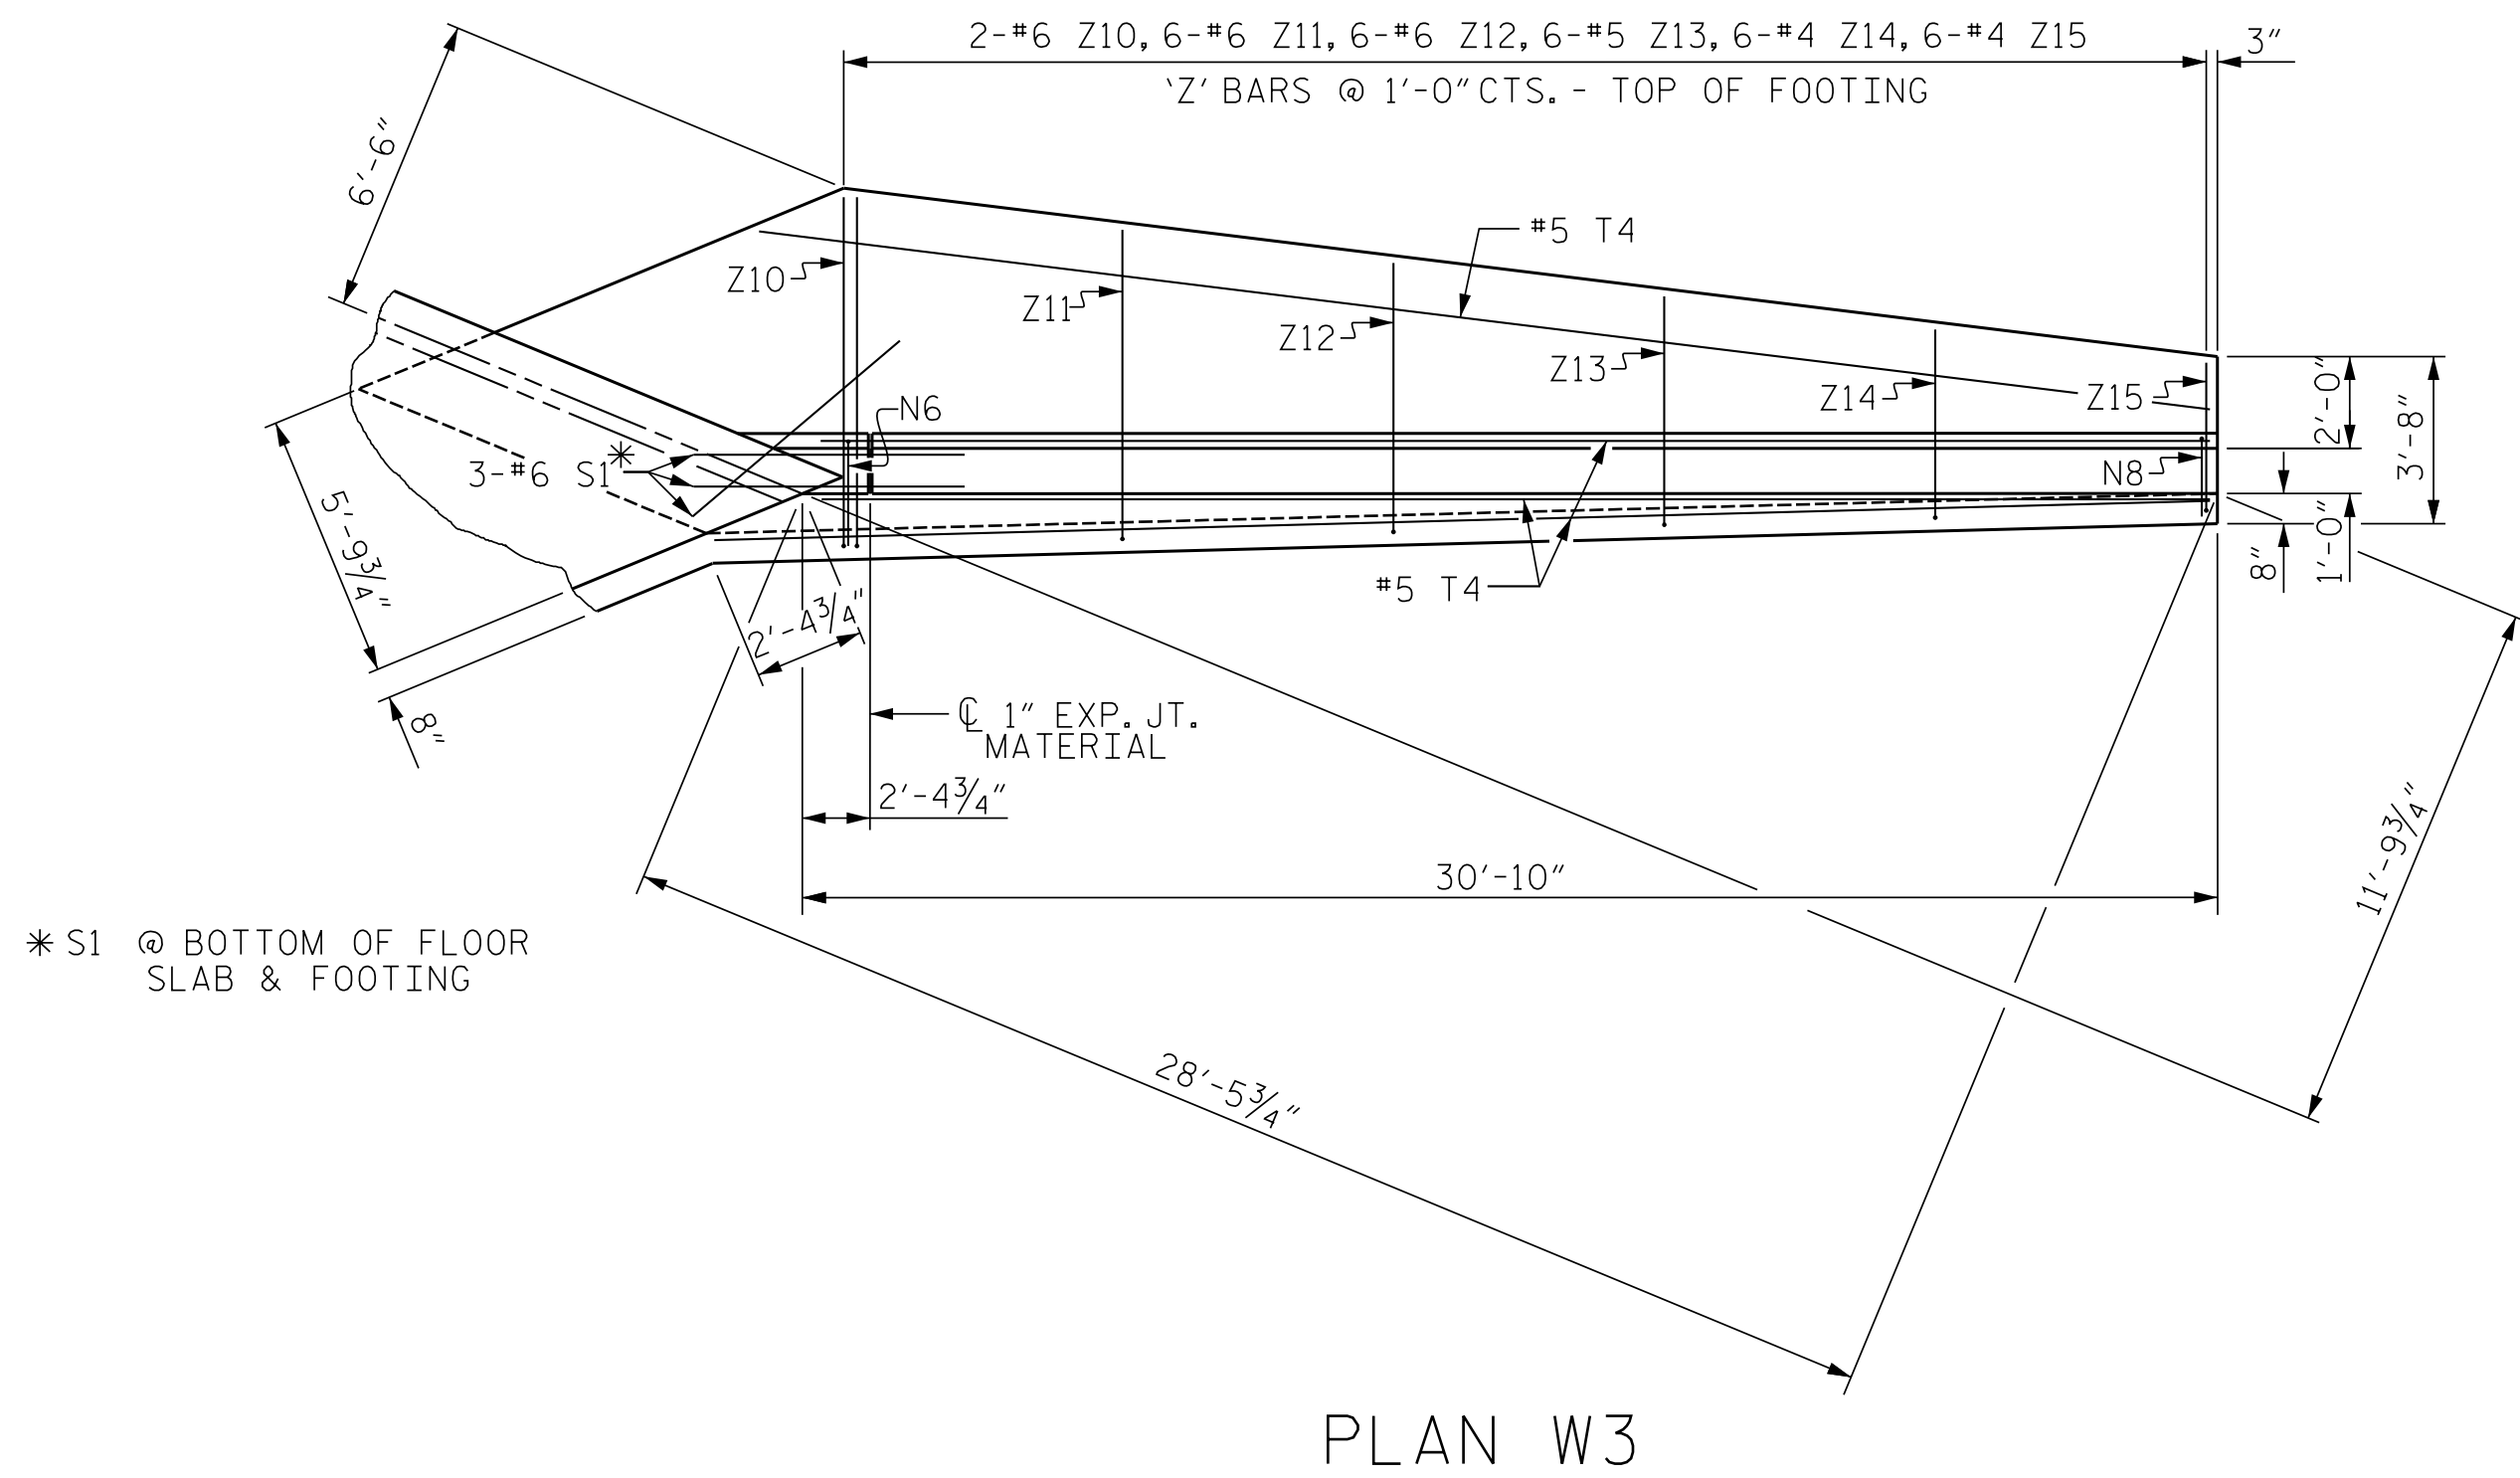 2-#6 Z10, 6-#6 Z11, 6-#6 Z12, 6-#5 Z13, 6-#4 Z14, 6-#4 Z15
3"
'Z' BARS @ 1'-0" CTS. - TOP OF FOOTING
6'-6"
#5 T4
Z10
Z11
Z12
Z13
Z14
Z15
N6
2'-0"
3'-8"
3-#6 S1
N8
5'-9¾"
8"
1'-0"
#5 T4
2'-4¾"
8"
℄ 1" EXP. JT.
MATERIAL
2'-4¾"
11'-9¾"
30'-10"
✳ S1 @ BOTTOM OF FLOOR
SLAB & FOOTING
28'-5¾"
PLAN W3